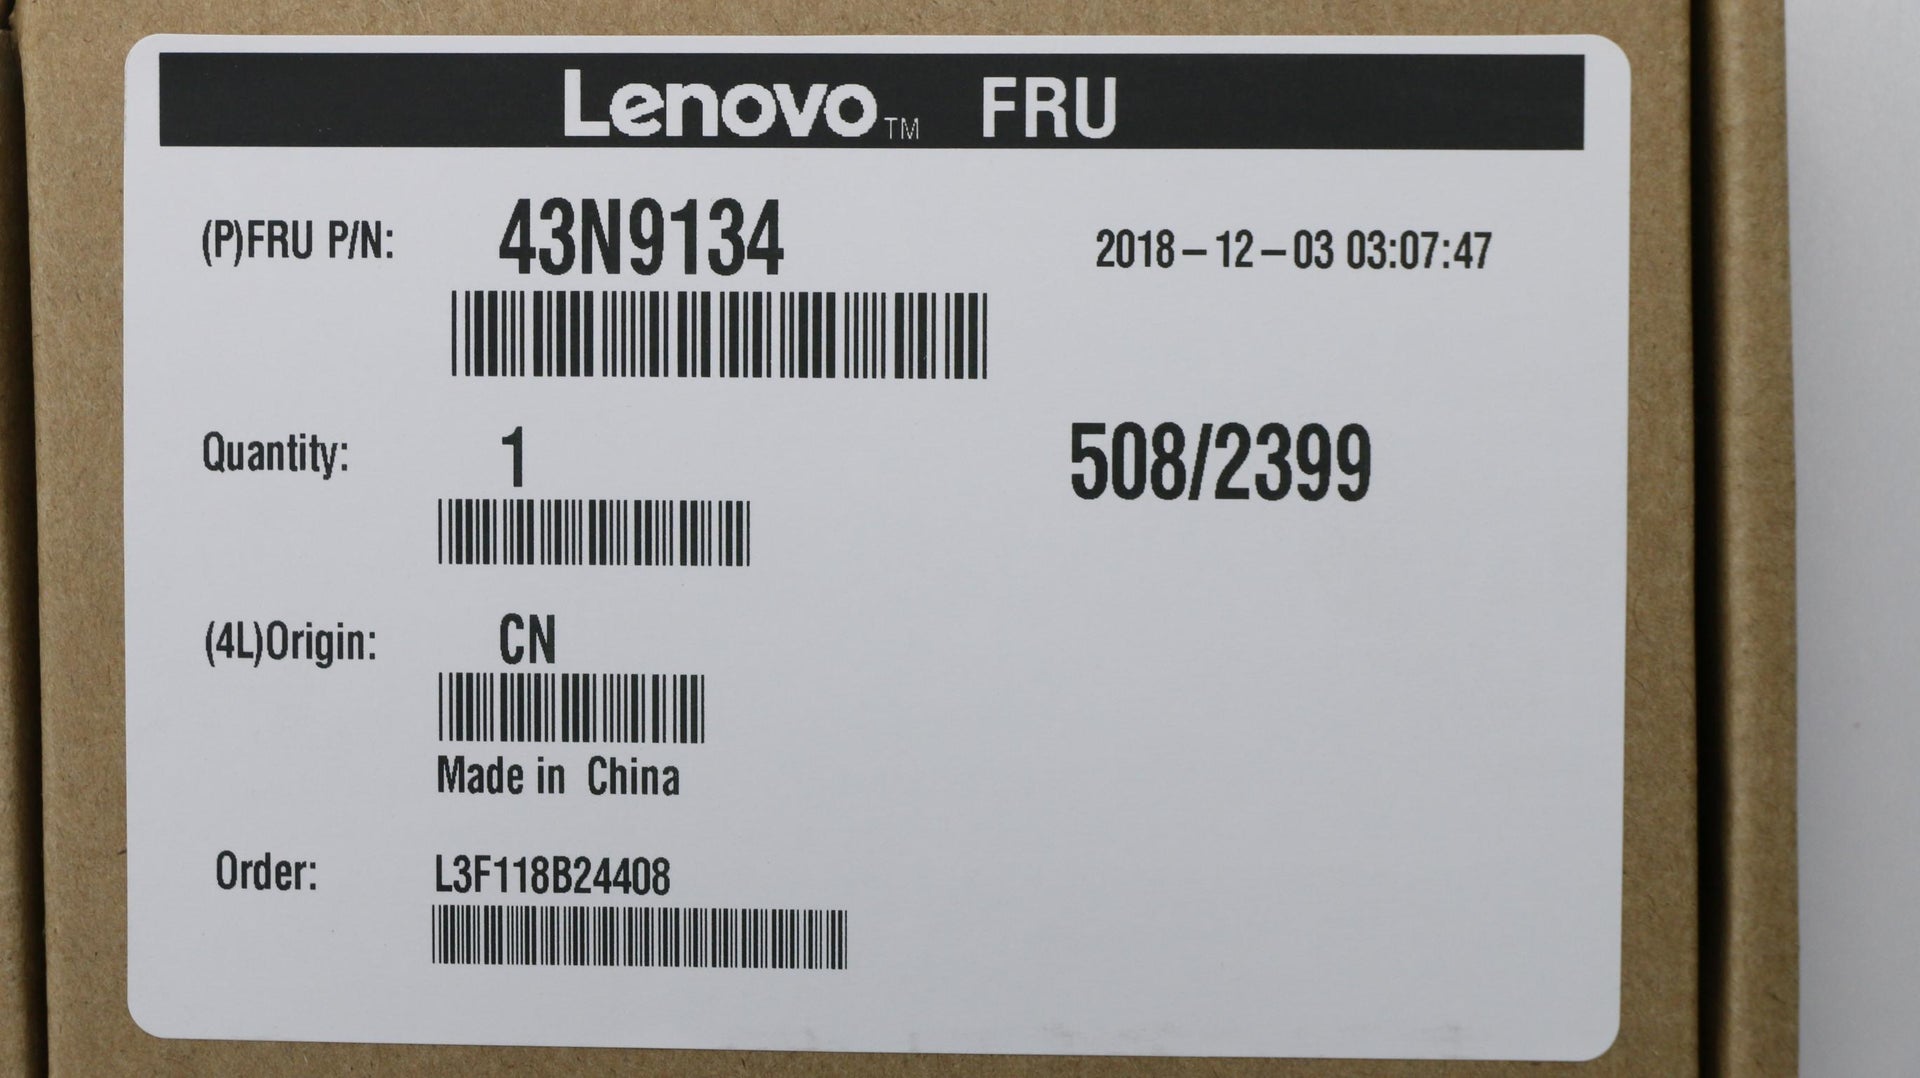 Lenovo™ FRU
(P)FRU P/N: 43N9134 2018-12-03 03:07:47
Quantity: 1 508/2399
(4L)Origin: CN
Made in China
Order: L3F118B24408